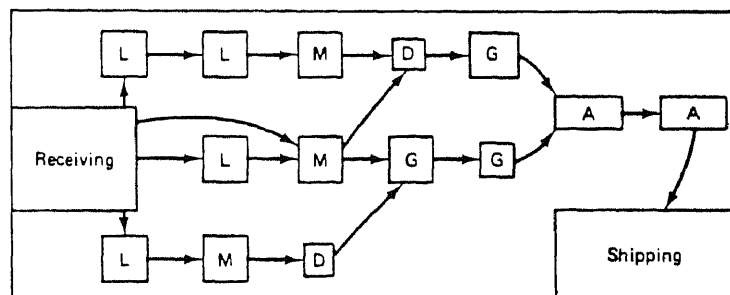 L L M D G
A A
Receiving L M G G
L M D
Shipping